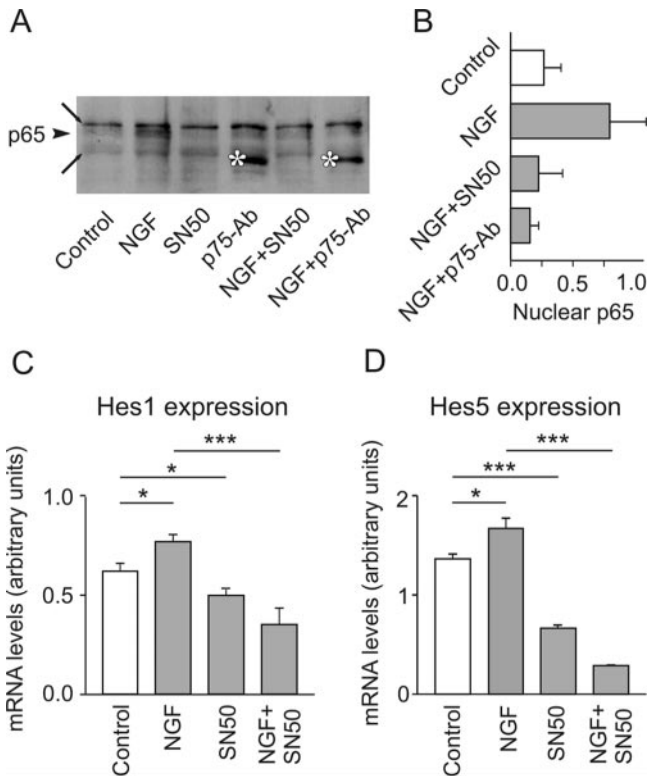 A
p65
*
*
Control
NGF
SN50
p75-Ab
NGF+SN50
NGF+p75-Ab
B
Control
NGF
NGF+SN50
NGF+p75-Ab
0.0 0.5 1.0
Nuclear p65
C
Hes1 expression
mRNA levels (arbitrary units)
1.0
0.5
0.0
***
*
*
Control
NGF
SN50
NGF+
SN50
D
Hes5 expression
mRNA levels (arbitrary units)
2
1
0
***
***
*
Control
NGF
SN50
NGF+
SN50